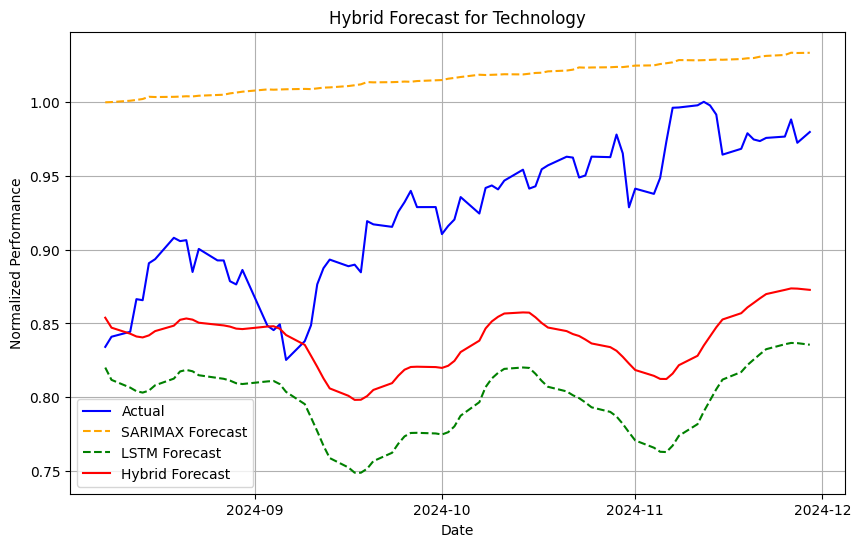 Hybrid Forecast for Technology
Normalized Performance
1.00
0.95
0.90
0.85
0.80
0.75
Actual
SARIMAX Forecast
LSTM Forecast
Hybrid Forecast
2024-09
2024-10
2024-11
2024-12
Date